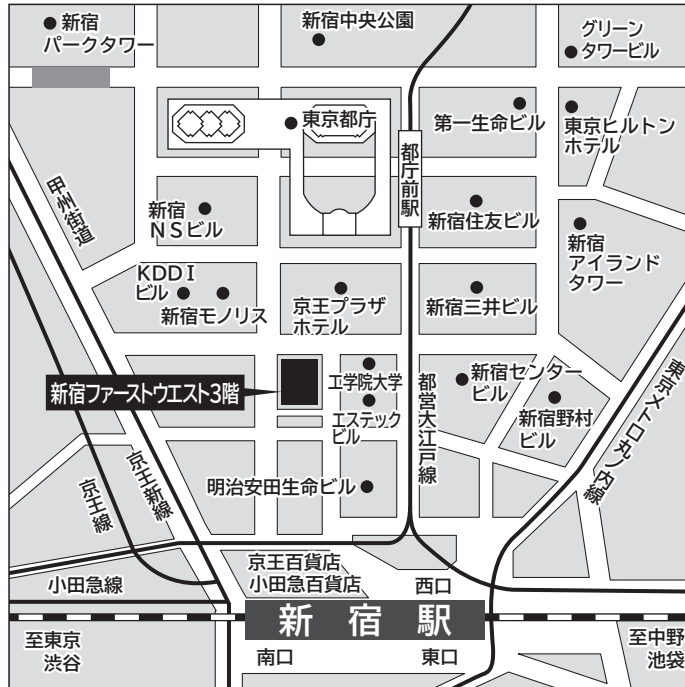 新宿
パークタワー
新宿中央公園
グリーン
タワービル
東京都庁
第一生命ビル
東京ヒルトン
ホテル
都庁前駅
甲州街道
新宿
NSビル
新宿住友ビル
新宿
アイランド
タワー
KDDI
ビル
新宿モノリス
京王プラザ
ホテル
新宿三井ビル
新宿ファーストウエスト3階
工学院大学
エステック
ビル
都営大江戸線
新宿センター
ビル
新宿野村
ビル
東京メトロ丸ノ内線
京王線
京王新線
明治安田生命ビル
小田急線
京王百貨店
小田急百貨店
西口
新宿駅
至東京
渋谷
南口
東口
至中野
池袋